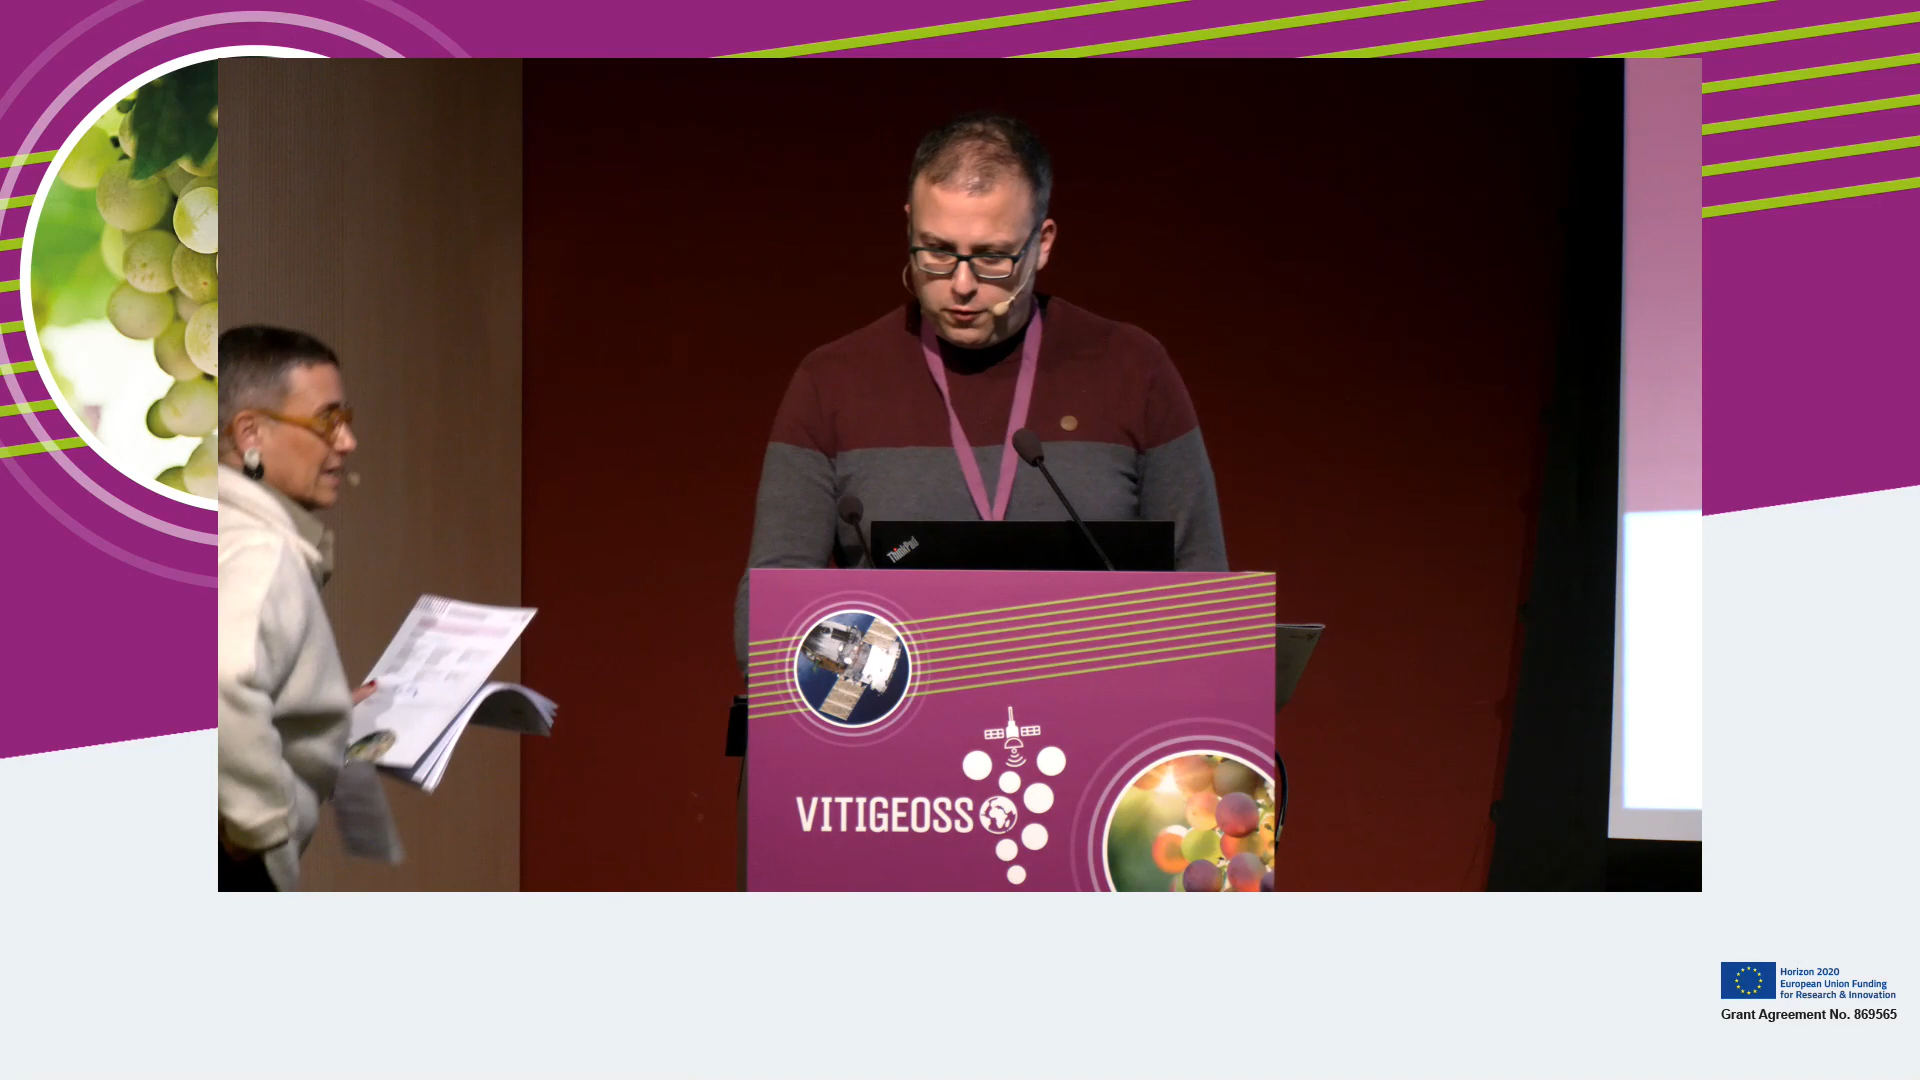 ThinkPad
VITIGEOSS
Horizon 2020
European Union Funding
for Research & Innovation
Grant Agreement No. 869565